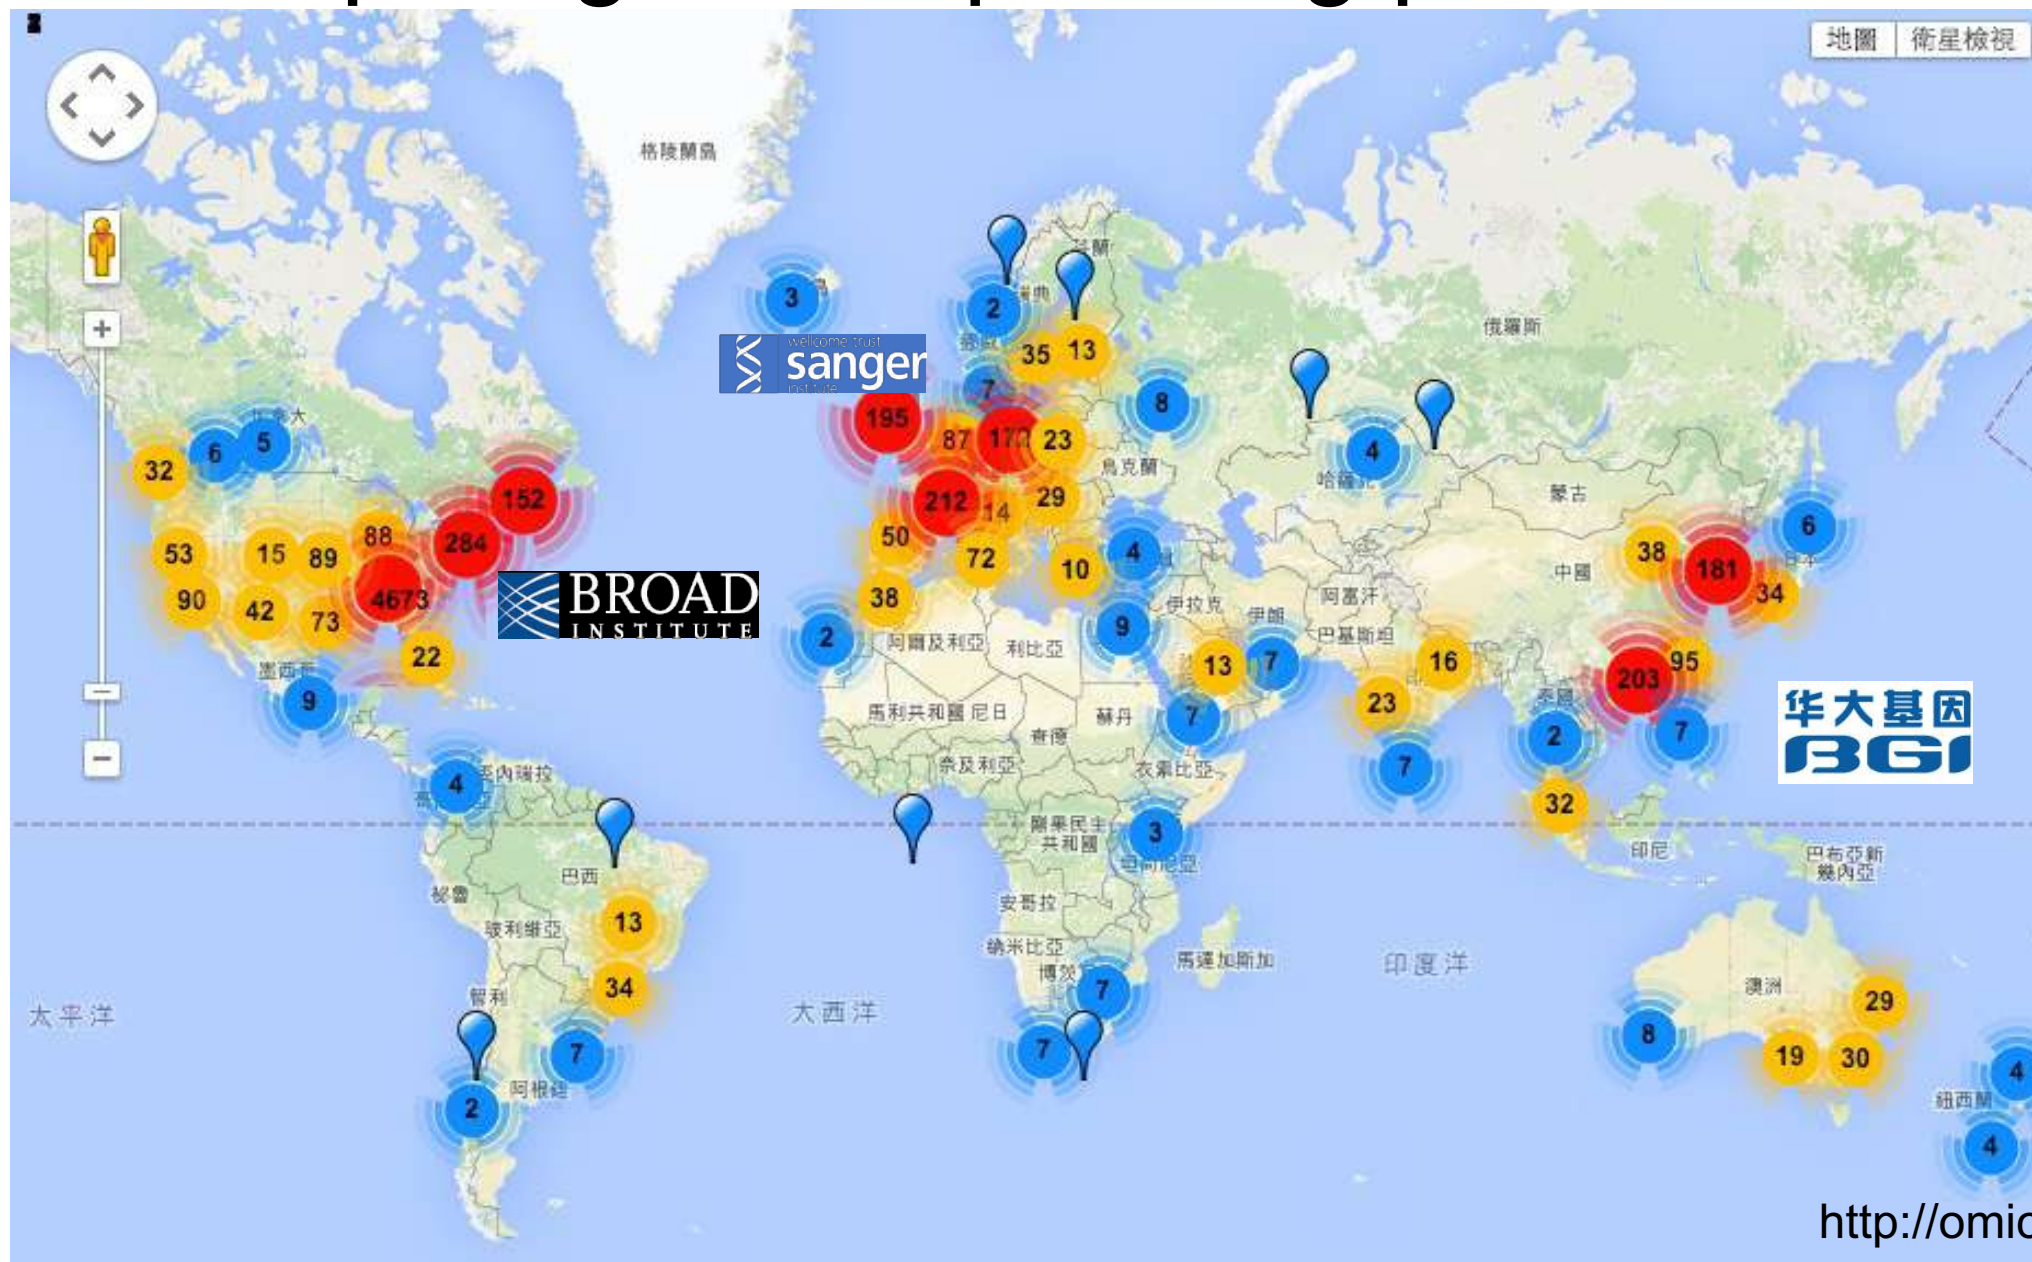 地圖
衛星檢視
格陵蘭島
3
2
35
13
俄羅斯
wellcome trust
sanger
institute
7
8
195
87
23
4
6
5
32
烏克蘭
152
212
14
29
蒙古
6
53
15
89
88
284
50
72
10
4
中國
38
181
34
90
42
73
4673
BROAD
INSTITUTE
38
伊拉克
伊朗
阿富汗
巴基斯坦
22
2
阿爾及利亞
利比亞
9
13
7
16
203
95
9
馬利共和國
尼日
查德
蘇丹
7
23
泰國
2
7
华大基因
BGI
4
奈及利亞
衣索比亞
7
32
剛果民主
共和國
3
印尼
巴布亞新
幾內亞
巴西
祕魯
玻利維亞
13
安哥拉
納米比亞
馬達加斯加
印度洋
太平洋
智利
34
大西洋
7
澳洲
29
7
7
8
19
30
4
阿根廷
2
紐西蘭
4
http://omic